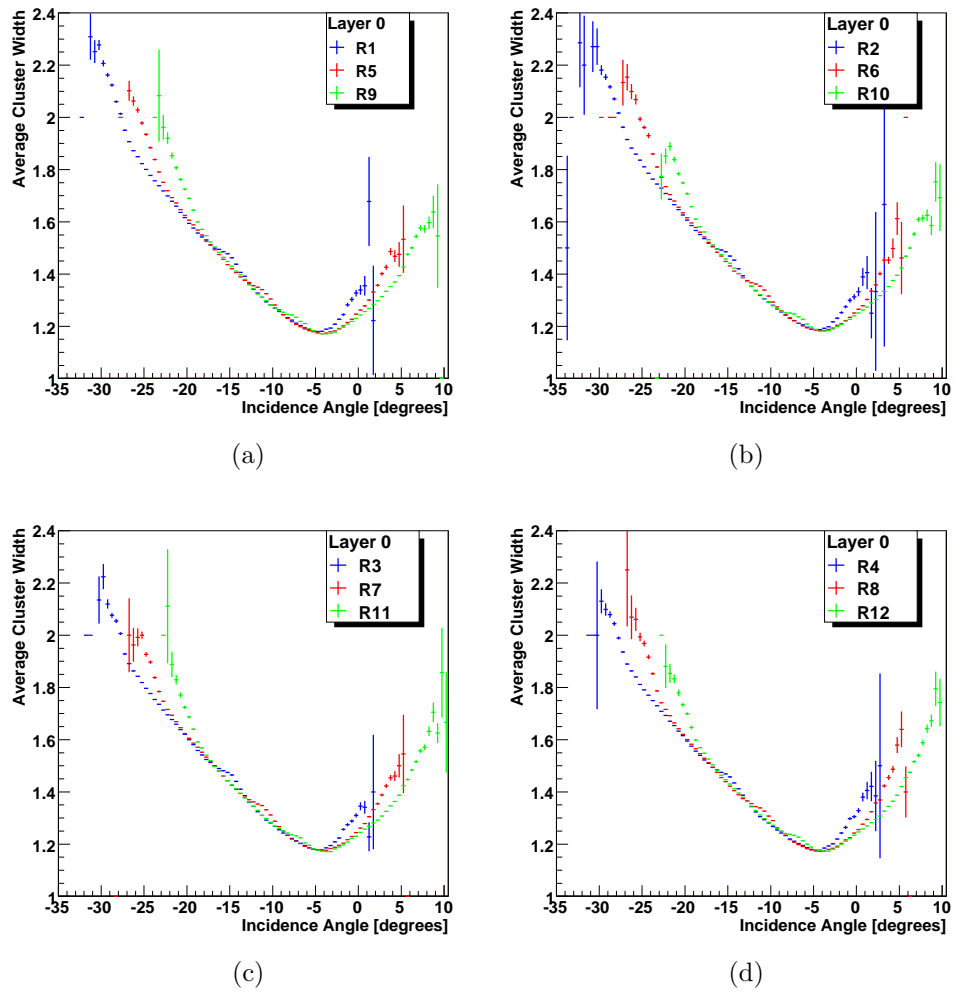 Average Cluster Width
2.4
2.2
2
1.8
1.6
1.4
1.2
1
Layer 0
R1
R5
R9
-35 -30 -25 -20 -15 -10 -5 0 5 10
Incidence Angle [degrees]
(a)
Average Cluster Width
2.4
2.2
2
1.8
1.6
1.4
1.2
1
Layer 0
R2
R6
R10
-35 -30 -25 -20 -15 -10 -5 0 5 10
Incidence Angle [degrees]
(b)
Average Cluster Width
2.4
2.2
2
1.8
1.6
1.4
1.2
1
Layer 0
R3
R7
R11
-35 -30 -25 -20 -15 -10 -5 0 5 10
Incidence Angle [degrees]
(c)
Average Cluster Width
2.4
2.2
2
1.8
1.6
1.4
1.2
1
Layer 0
R4
R8
R12
-35 -30 -25 -20 -15 -10 -5 0 5 10
Incidence Angle [degrees]
(d)